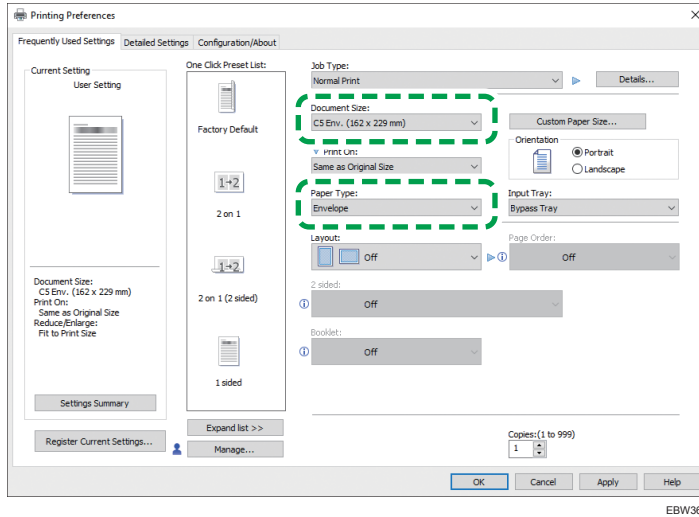 Printing Preferences
Frequently Used Settings Detailed Settings Configuration/About
Current Setting
User Setting
Document Size:
C5 Env. (162 x 229 mm)
Print On:
Same as Original Size
Reduce/Enlarge:
Fit to Print Size
Settings Summary
Register Current Settings...
One Click Preset List:
Factory Default
1→2
2 on 1
1→2
2 on 1 (2 sided)
1 sided
Expand list >>
Manage...
Job Type:
Normal Print
Details...
Document Size:
C5 Env. (162 x 229 mm)
Custom Paper Size...
Orientation
Portrait
Landscape
Print On:
Same as Original Size
Paper Type:
Envelope
Input Tray:
Bypass Tray
Layout:
Off
Page Order:
Off
2 sided:
Off
Booklet:
Off
Copies:(1 to 999)
1
OK Cancel Apply Help